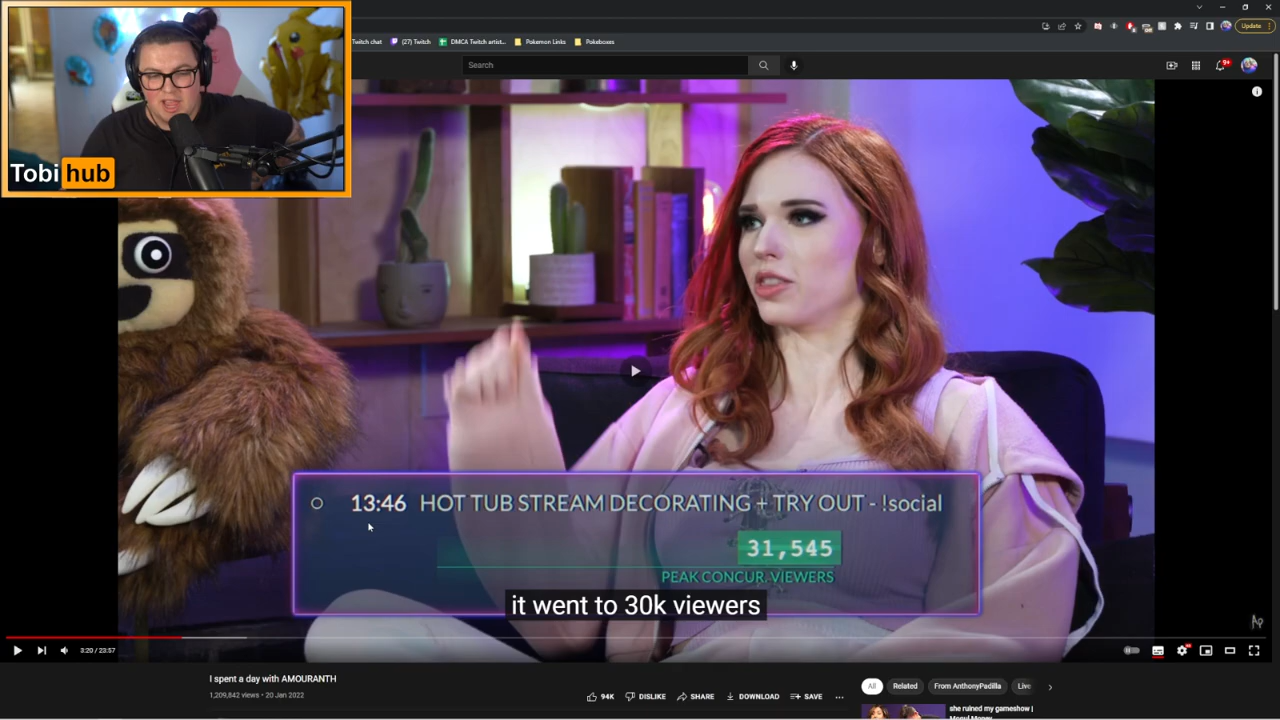 Update
Twitch chat
(27) Twitch
DMCA Twitch artist...
Pokemon Links
Pokeboxes
Search
9+
Tobi hub
13:46 HOT TUB STREAM DECORATING + TRY OUT - !social
31,545
PEAK CONCUR. VIEWERS
it went to 30k viewers
Ap
3:20 / 23:57
I spent a day with AMOURANTH
1,209,842 views • 20 Jan 2022
94K
DISLIKE
SHARE
DOWNLOAD
SAVE
All
Related
From AnthonyPadilla
Live
she ruined my gameshow |